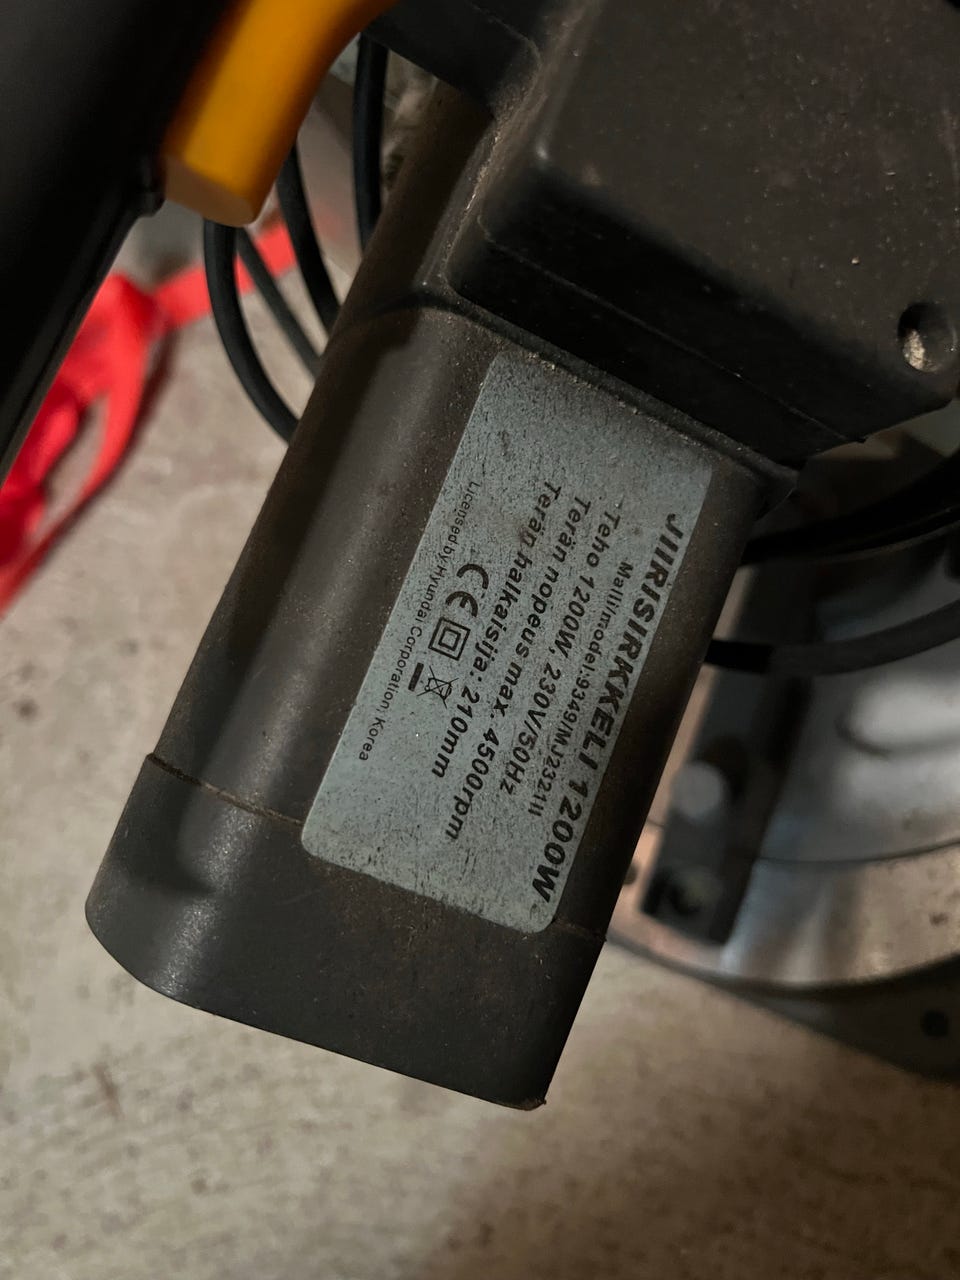 JIIRISIRKKELI 1200W
Malli/model:9349/MJ2321II
Teho 1200W, 230V/50Hz
Terän nopeus max. 4500rpm
Terän halkaisija: 210mm
CE
Licensed by Hyundai Corporation, Korea